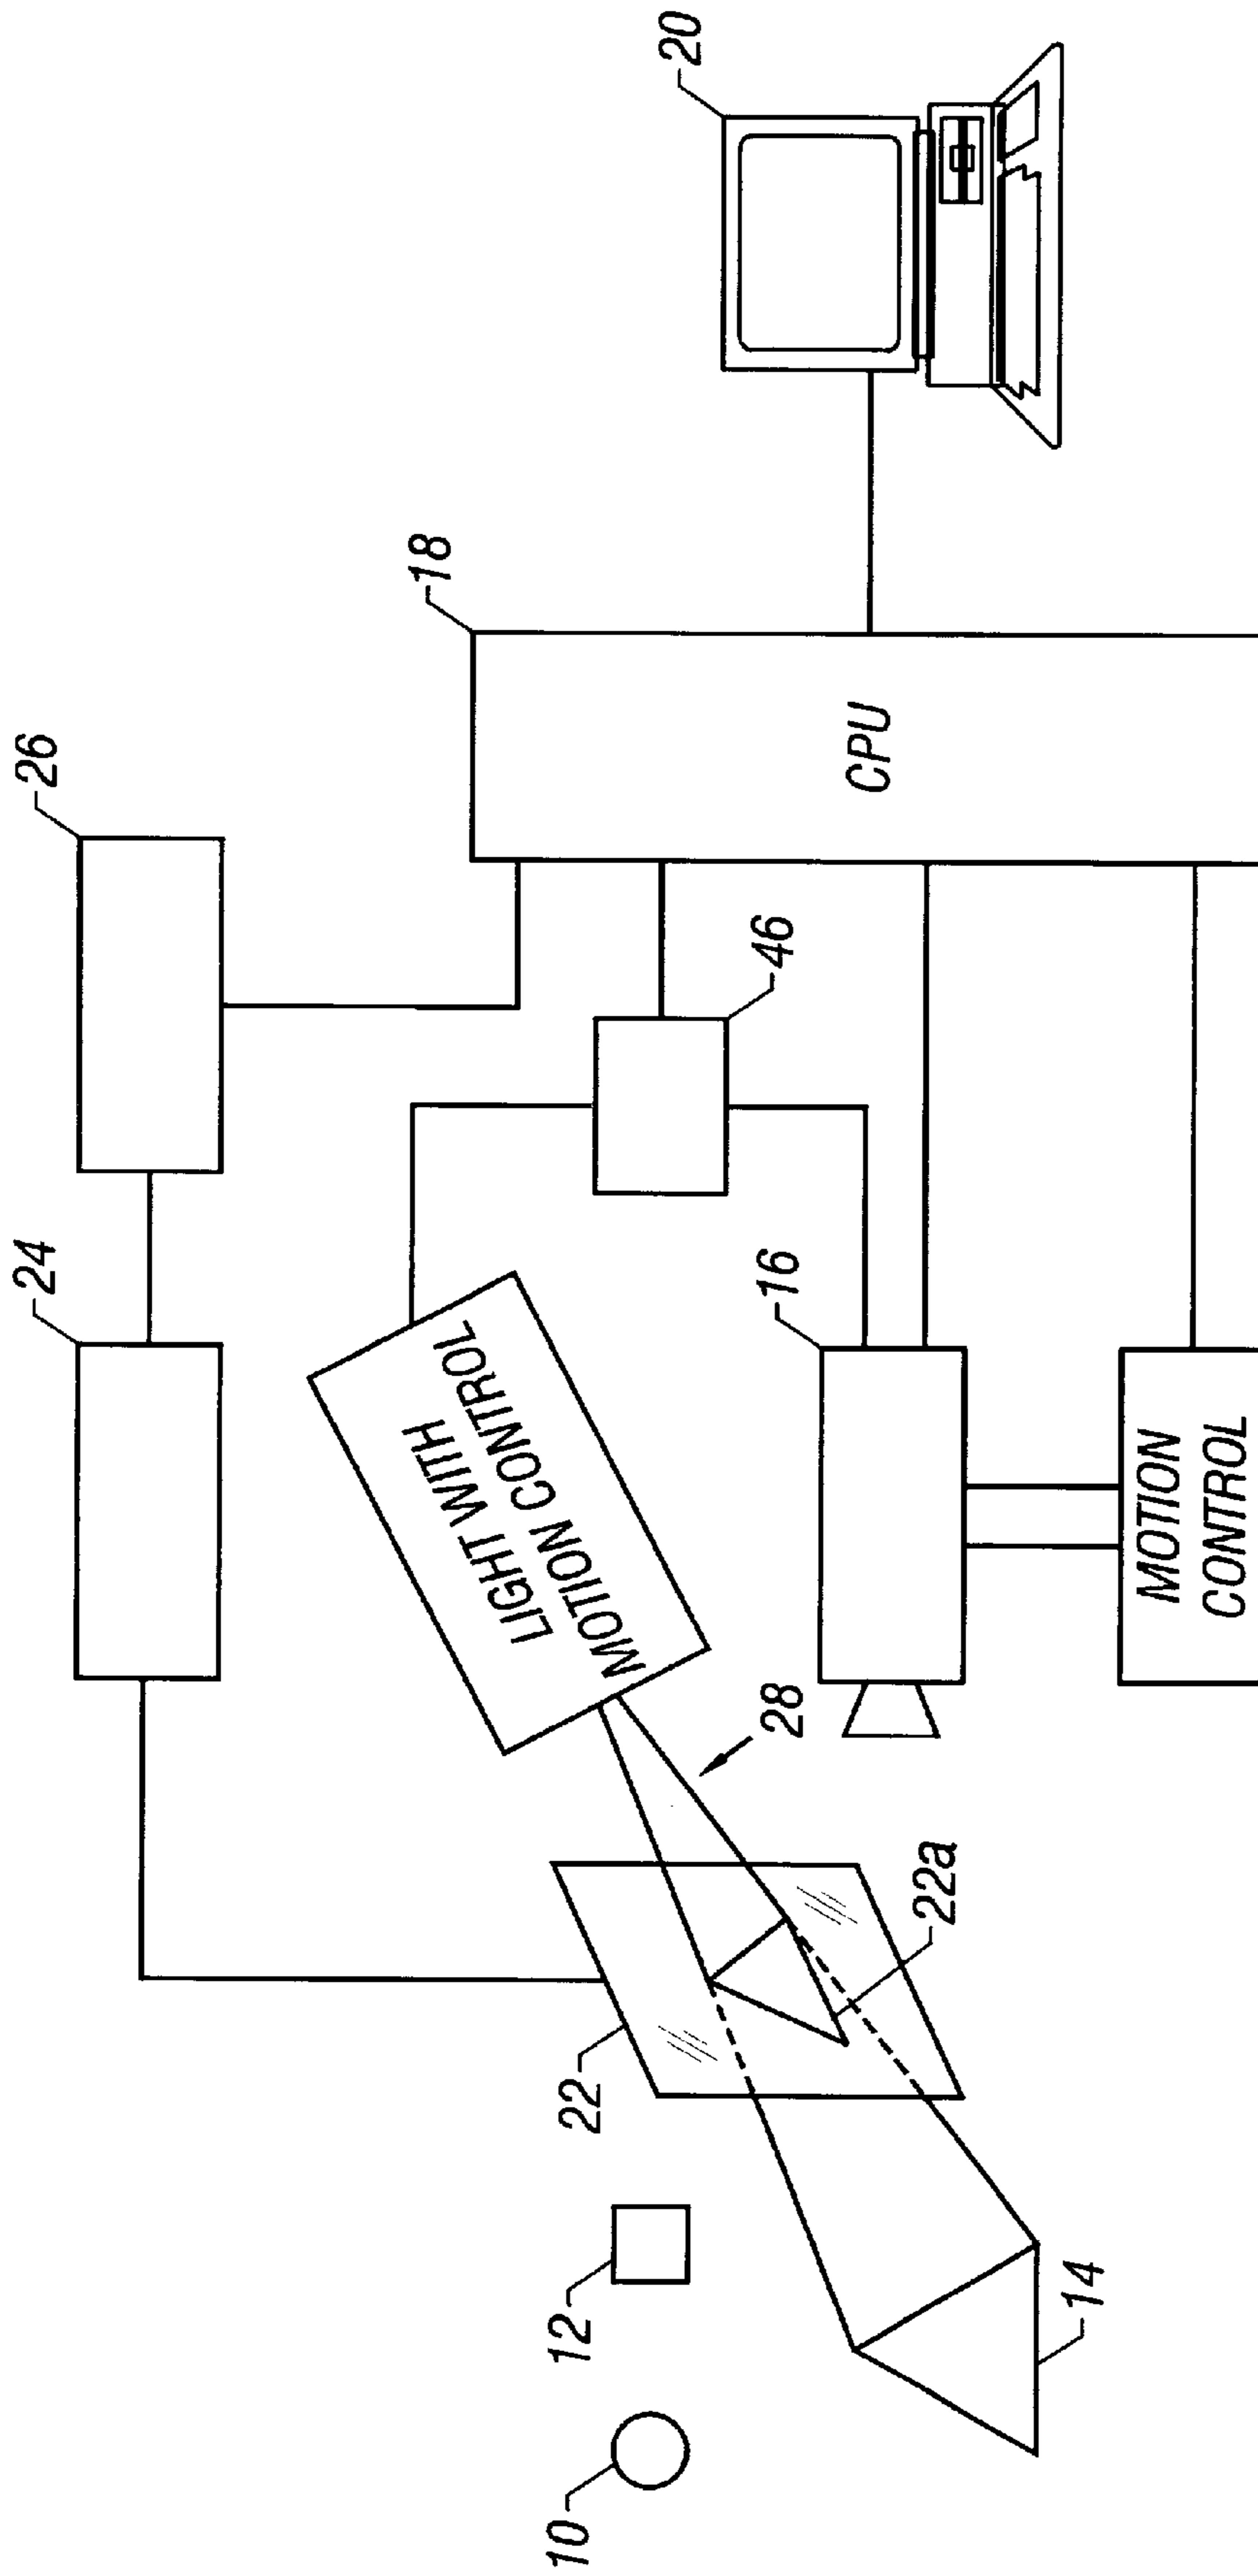 24
26
20
18
CPU
LIGHT WITH
MOTION CONTROL
46
22
12
10
16
28
22a
14
MOTION
CONTROL